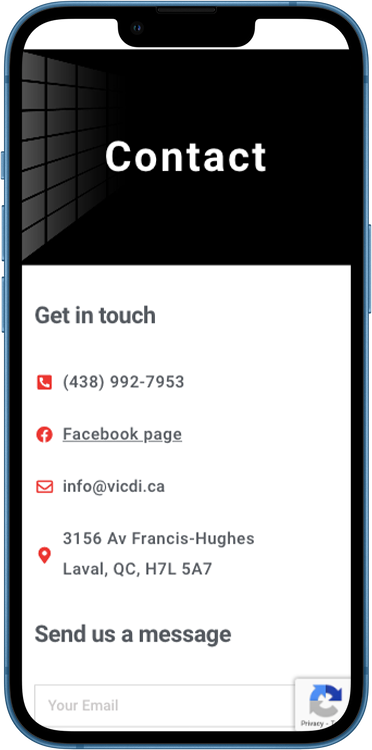 Contact
Get in touch
(438) 992-7953
Facebook page
info@vicdi.ca
3156 Av Francis-Hughes
Laval, QC, H7L 5A7
Send us a message
Your Email
Privacy -